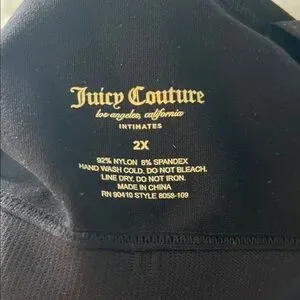 Juicy Couture
los angeles, california
INTIMATES
2X
92% NYLON 8% SPANDEX
HAND WASH COLD. DO NOT BLEACH.
LINE DRY. DO NOT IRON.
MADE IN CHINA
RN 90410 STYLE 8058-109